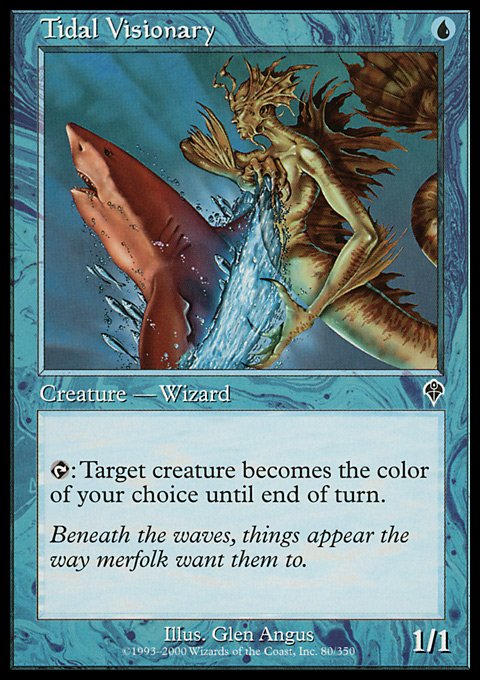 Tidal Visionary
Creature — Wizard
: Target creature becomes the color
of your choice until end of turn.
Beneath the waves, things appear the
way merfolk want them to.
Illus. Glen Angus
1/1
©1993–2000 Wizards of the Coast, Inc. 80/350